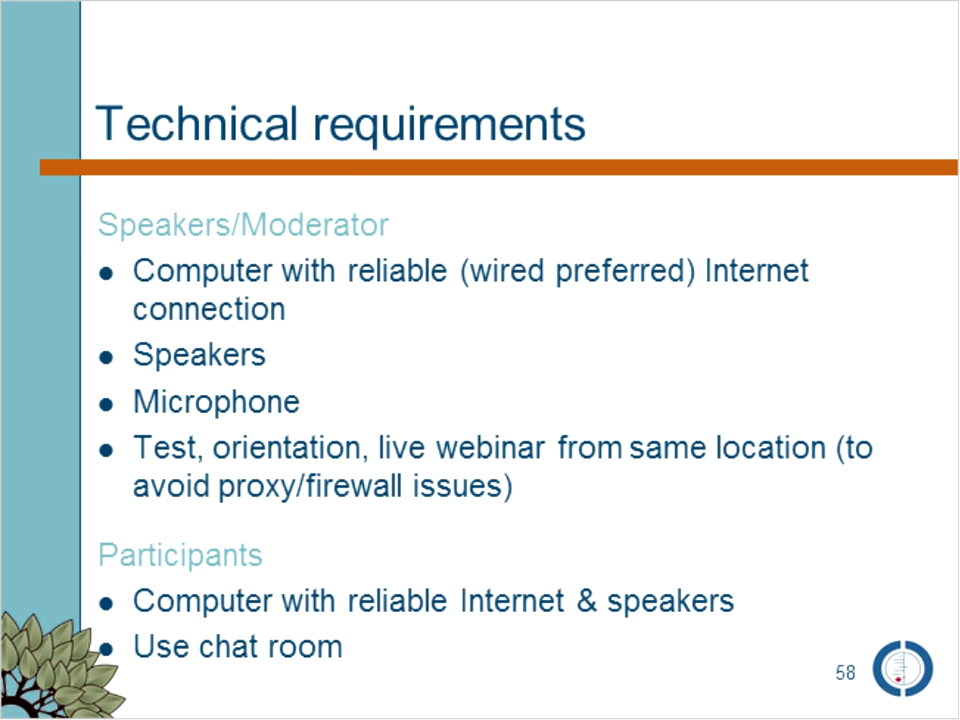 Technical requirements
Speakers/Moderator
● Computer with reliable (wired preferred) Internet
connection
● Speakers
● Microphone
● Test, orientation, live webinar from same location (to
avoid proxy/firewall issues)
Participants
● Computer with reliable Internet & speakers
● Use chat room
58